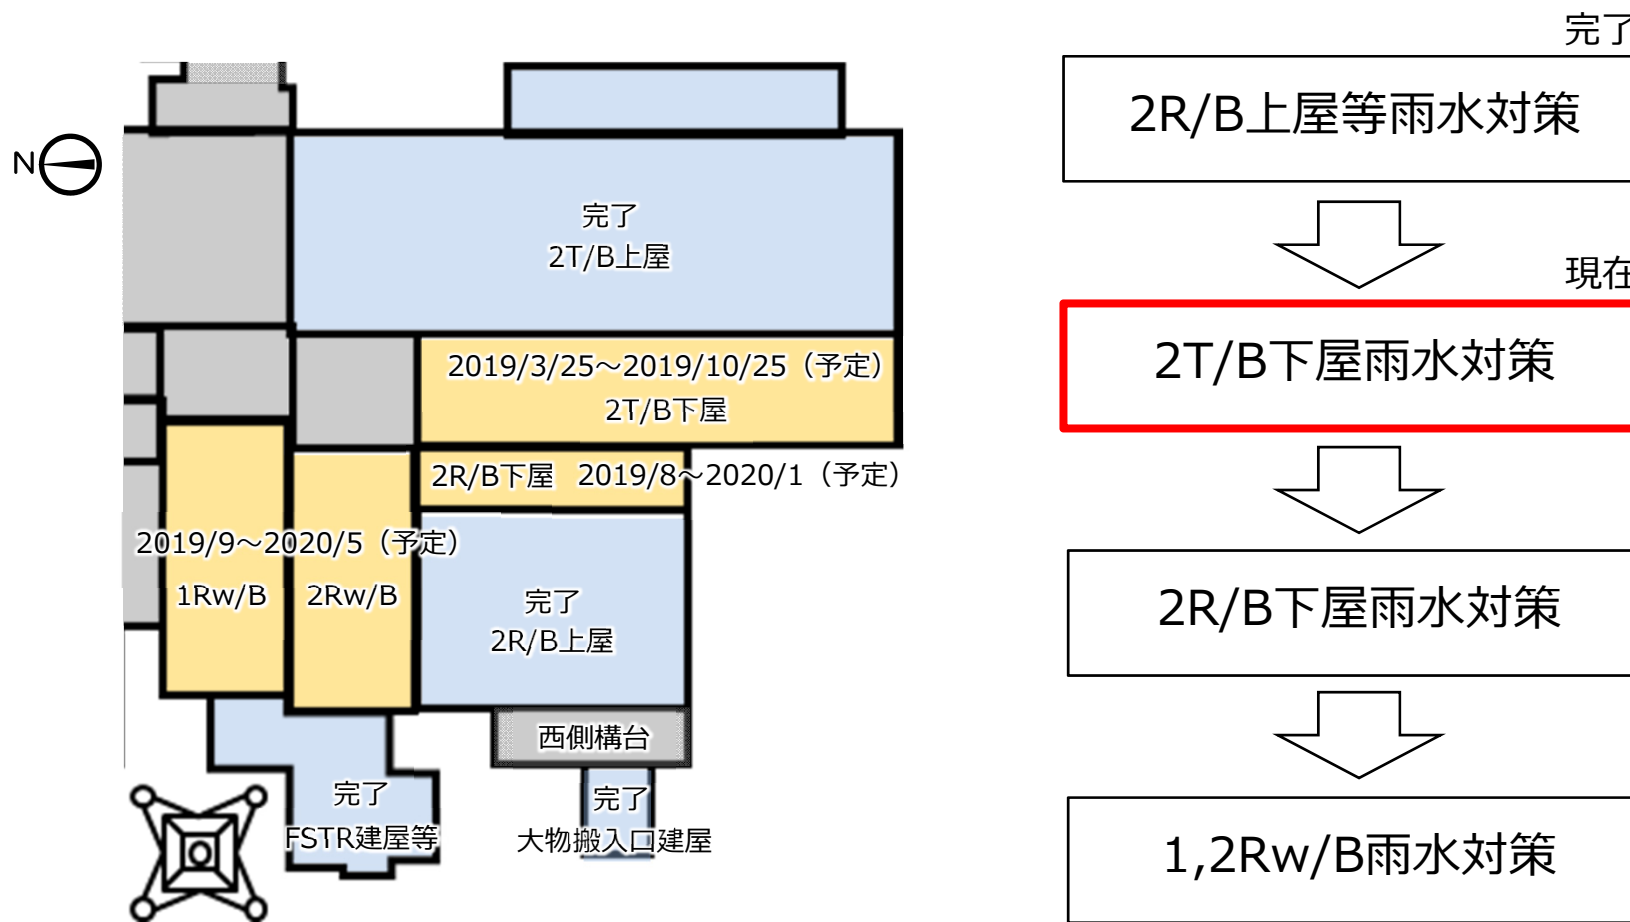 N
完了
2T/B上屋
2019/3/25～2019/10/25（予定）
2T/B下屋
2R/B下屋 2019/8～2020/1（予定）
2019/9～2020/5（予定）
1Rw/B 2Rw/B
完了
2R/B上屋
西側構台
完了
FSTR建屋等
完了
大物搬入口建屋
完了
2R/B上屋等雨水対策
現在
2T/B下屋雨水対策
2R/B下屋雨水対策
1,2Rw/B雨水対策